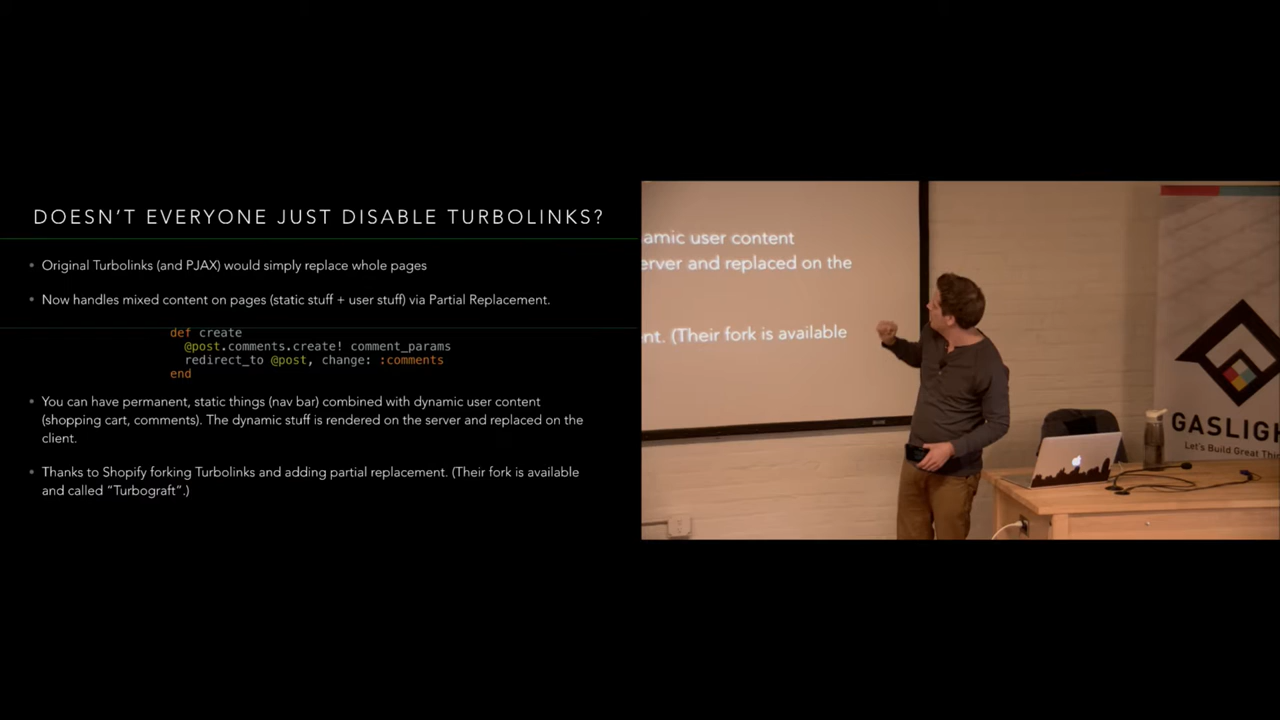 DOESN'T EVERYONE JUST DISABLE TURBOLINKS?
• Original Turbolinks (and PJAX) would simply replace whole pages
• Now handles mixed content on pages (static stuff + user stuff) via Partial Replacement.
def create
@post.comments.create! comment_params
redirect_to @post, change: :comments
end
• You can have permanent, static things (nav bar) combined with dynamic user content
(shopping cart, comments). The dynamic stuff is rendered on the server and replaced on the
client.
• Thanks to Shopify forking Turbolinks and adding partial replacement. (Their fork is available
and called “Turbograft”.)
amic user content
erver and replaced on the
nt. (Their fork is available
GASLIGH
Let's Build Great Thin